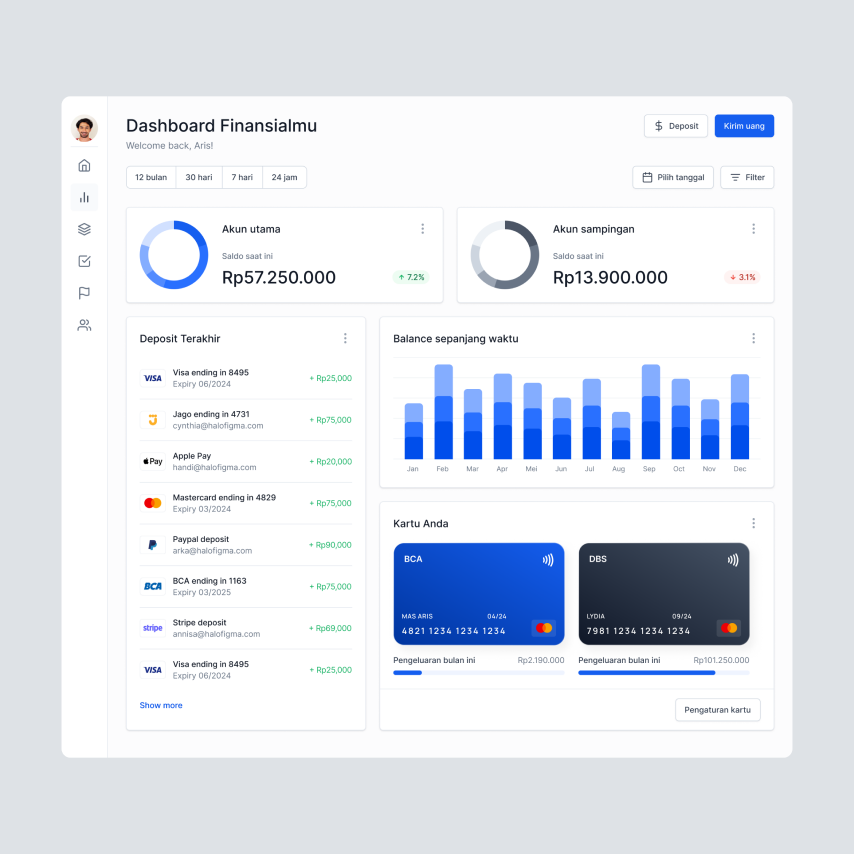 Dashboard Finansialmu
Welcome back, Aris!
$ Deposit
Kirim uang
12 bulan
30 hari
7 hari
24 jam
Pilih tanggal
Filter
Akun utama
Saldo saat ini
Rp57.250.000
↑ 7.2%
Akun sampingan
Saldo saat ini
Rp13.900.000
↓ 3.1%
Deposit Terakhir
VISA
Visa ending in 8495
Expiry 06/2024
+ Rp25,000
Jago ending in 4731
cynthia@halofigma.com
+ Rp75,000
Pay
Apple Pay
handi@halofigma.com
+ Rp20,000
Mastercard ending in 4829
Expiry 03/2024
+ Rp75,000
Paypal deposit
arka@halofigma.com
+ Rp90,000
BCA
BCA ending in 1163
Expiry 03/2025
+ Rp75,000
stripe
Stripe deposit
annisa@halofigma.com
+ Rp69,000
VISA
Visa ending in 8495
Expiry 06/2024
+ Rp25,000
Show more
Balance sepanjang waktu
Jan Feb Mar Apr Mei Jun Jul Aug Sep Oct Nov Dec
Kartu Anda
BCA
MAS ARIS 04/24
4821 1234 1234 1234
Pengeluaran bulan ini Rp2.190.000
DBS
LYDIA 09/24
7981 1234 1234 1234
Pengeluaran bulan ini Rp101.250.000
Pengaturan kartu